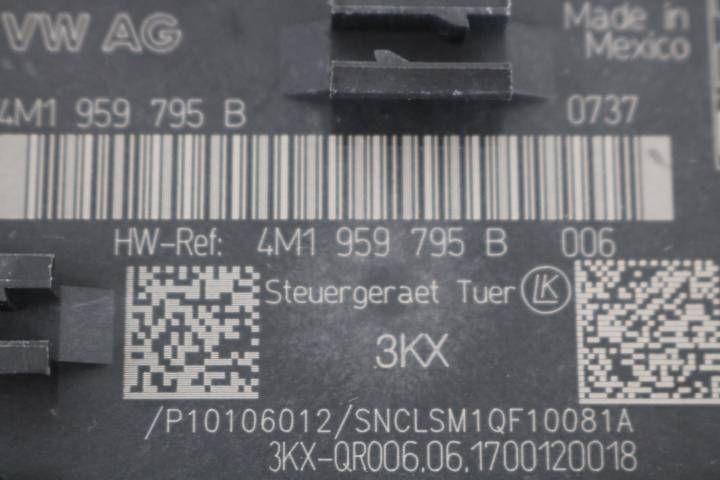 VW AG
Made in
Mexico
4M1 959 795 B 0737
HW-Ref: 4M1 959 795 B 006
Steuergeraet Tuer LK
3KX
/P10106012/SNCLSM1QF10081A
3KX-QR006.06.1700120018